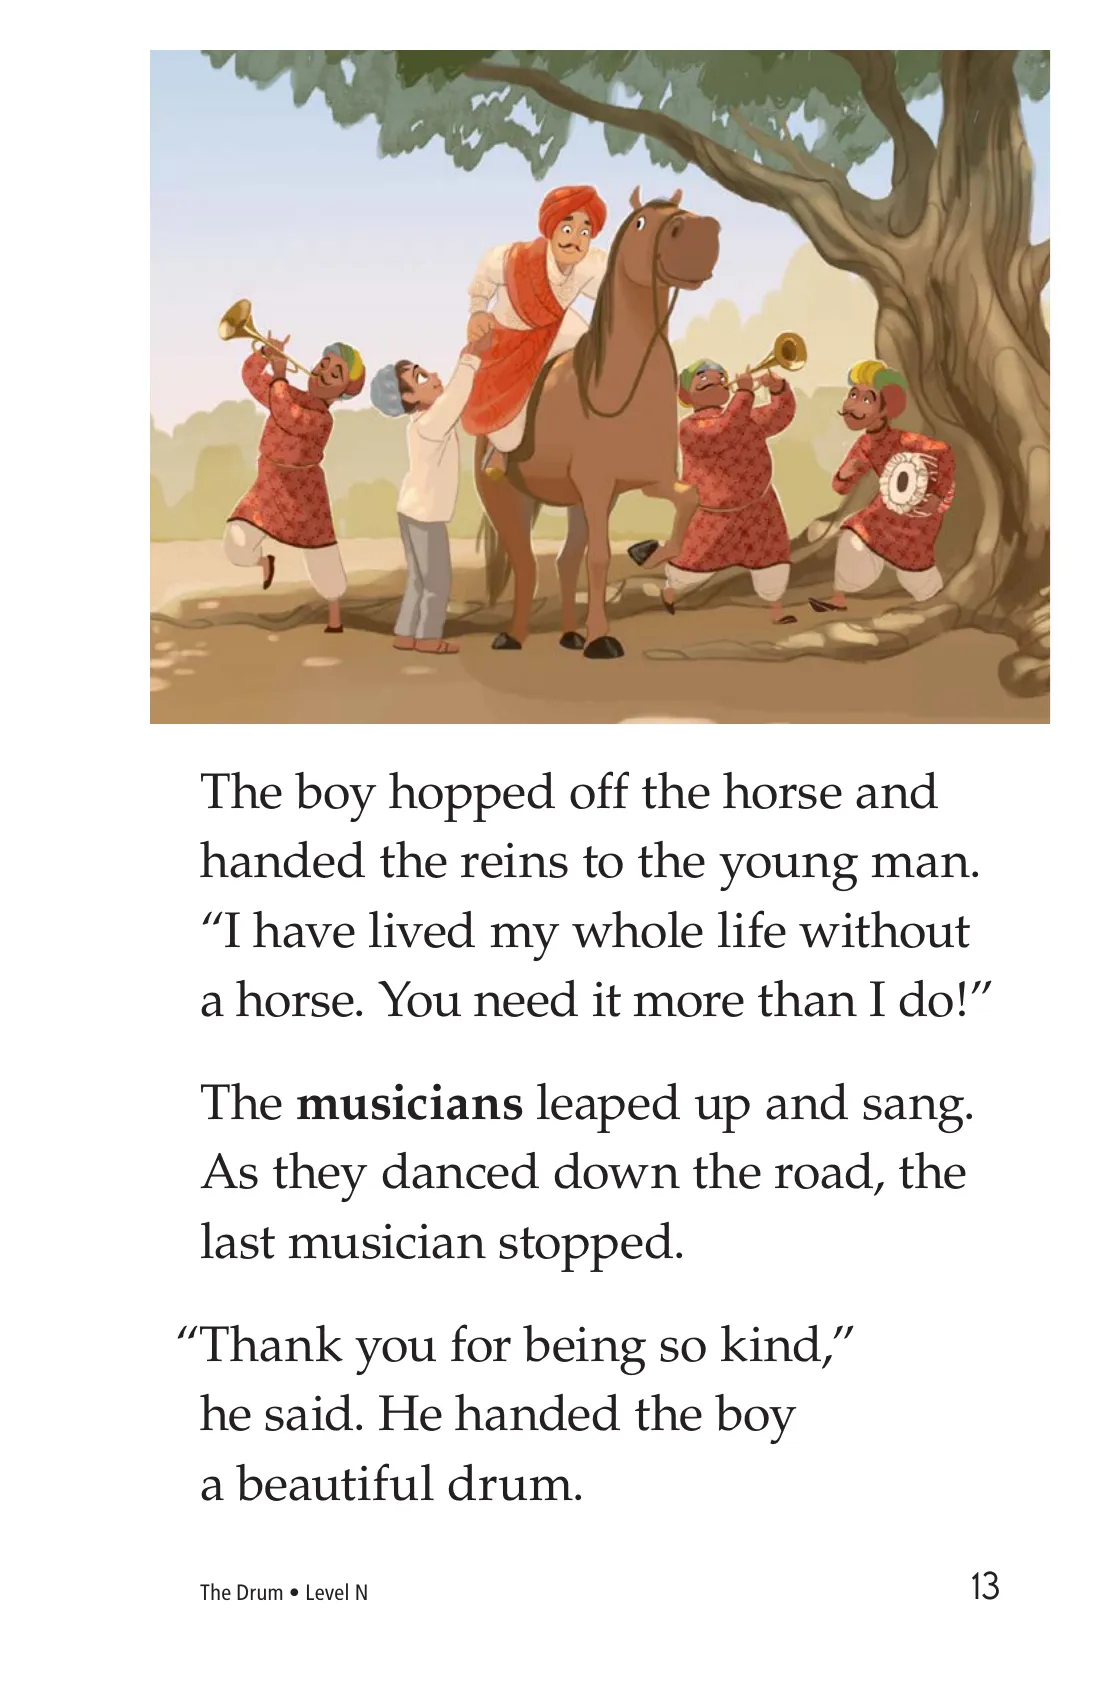 The boy hopped off the horse and
handed the reins to the young man.
“I have lived my whole life without
a horse. You need it more than I do!”
The musicians leaped up and sang.
As they danced down the road, the
last musician stopped.
“Thank you for being so kind,”
he said. He handed the boy
a beautiful drum.
The Drum • Level N
13